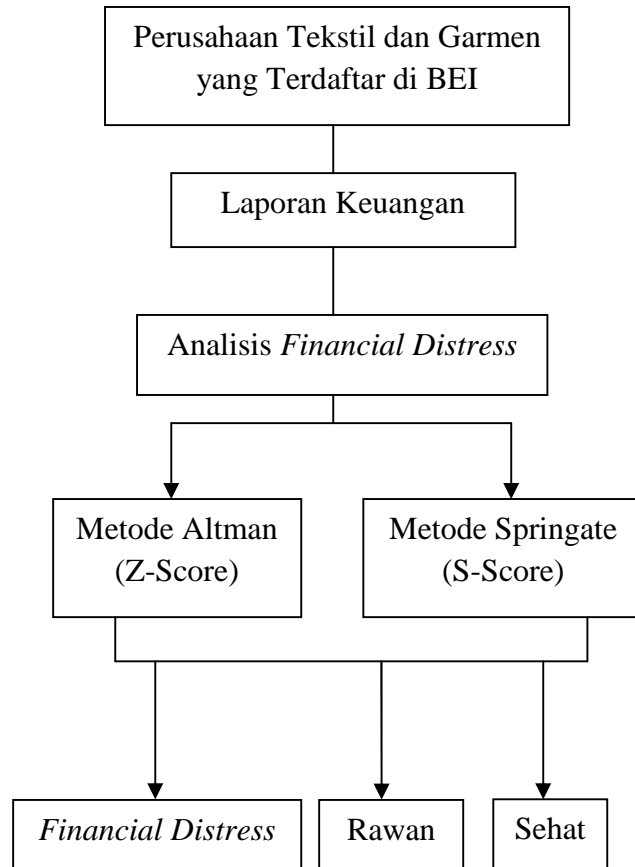 Perusahaan Tekstil dan Garmen
yang Terdaftar di BEI
Laporan Keuangan
Analisis Financial Distress
Metode Altman
(Z-Score)
Metode Springate
(S-Score)
Financial Distress
Rawan
Sehat